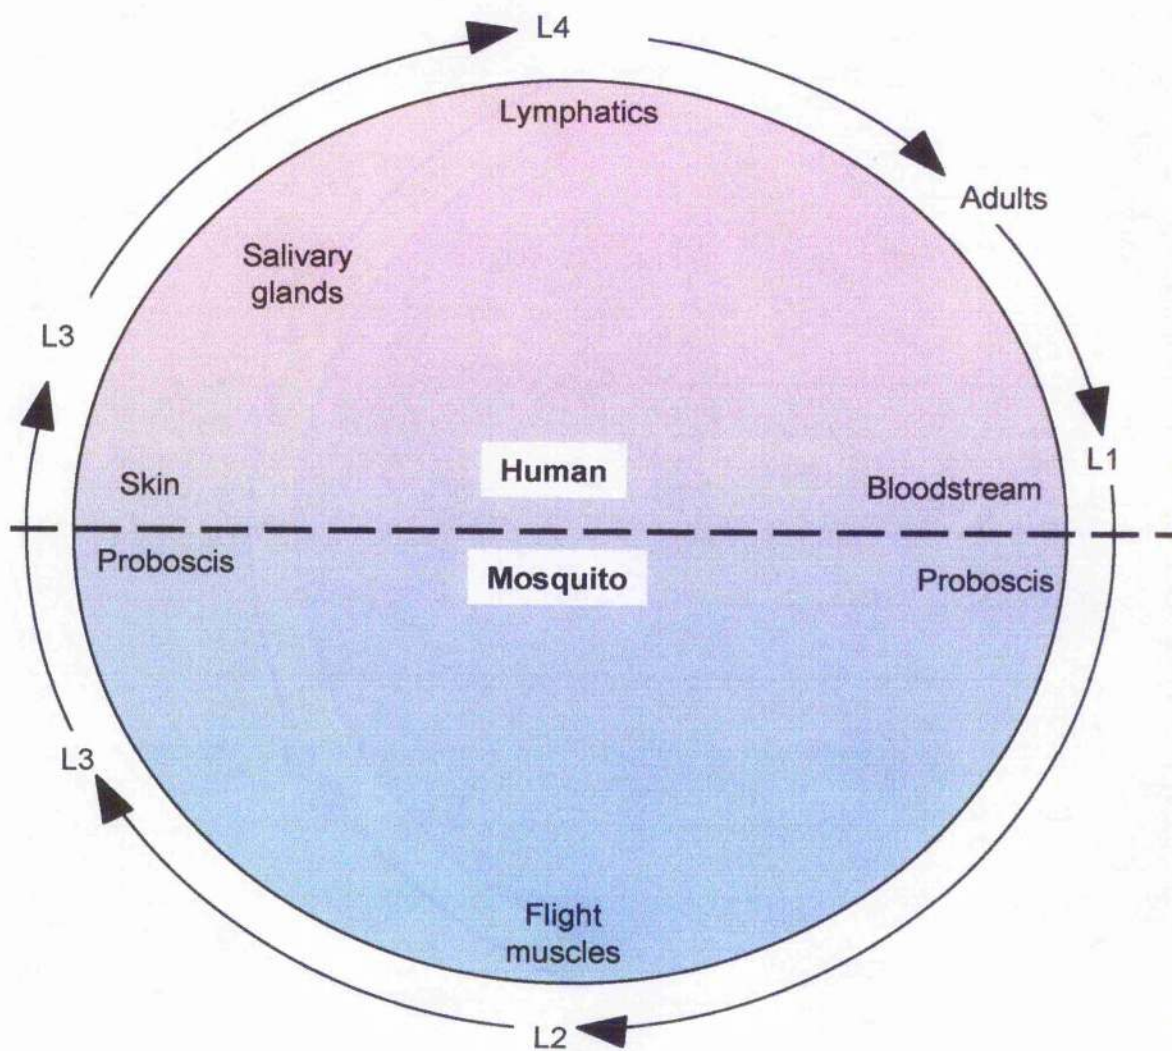 L4
Lymphatics
Adults
Salivary
glands
L3
L1
Human
Skin
Bloodstream
Proboscis
Mosquito
Proboscis
L3
Flight
muscles
L2